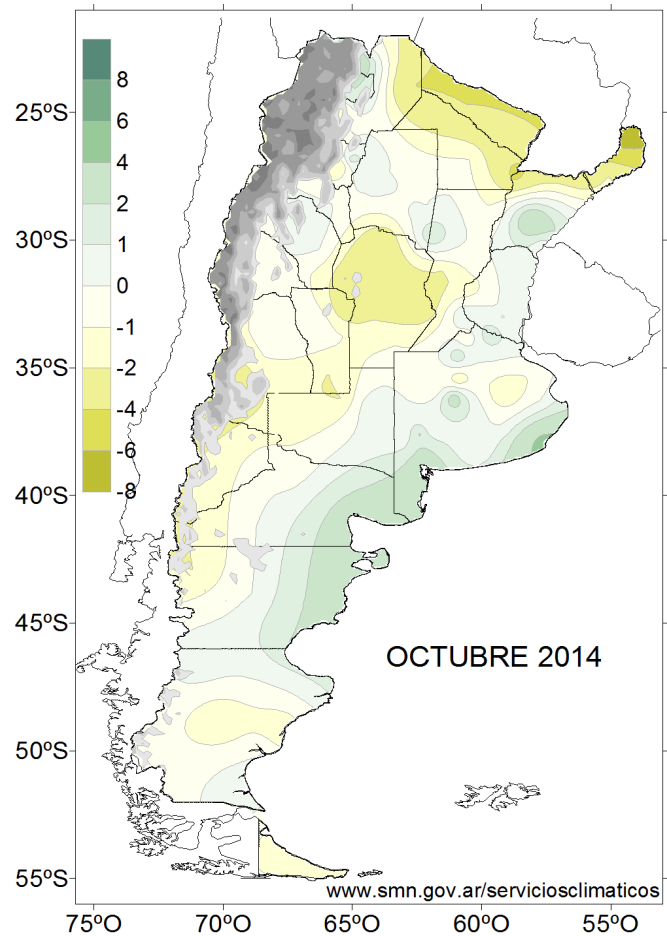 8
6
4
2
1
0
-1
-2
-4
-6
-8
25ºS
30ºS
35ºS
40ºS
45ºS
50ºS
55ºS
OCTUBRE 2014
www.smn.gov.ar/serviciosclimaticos
75ºO
70ºO
65ºO
60ºO
55ºO